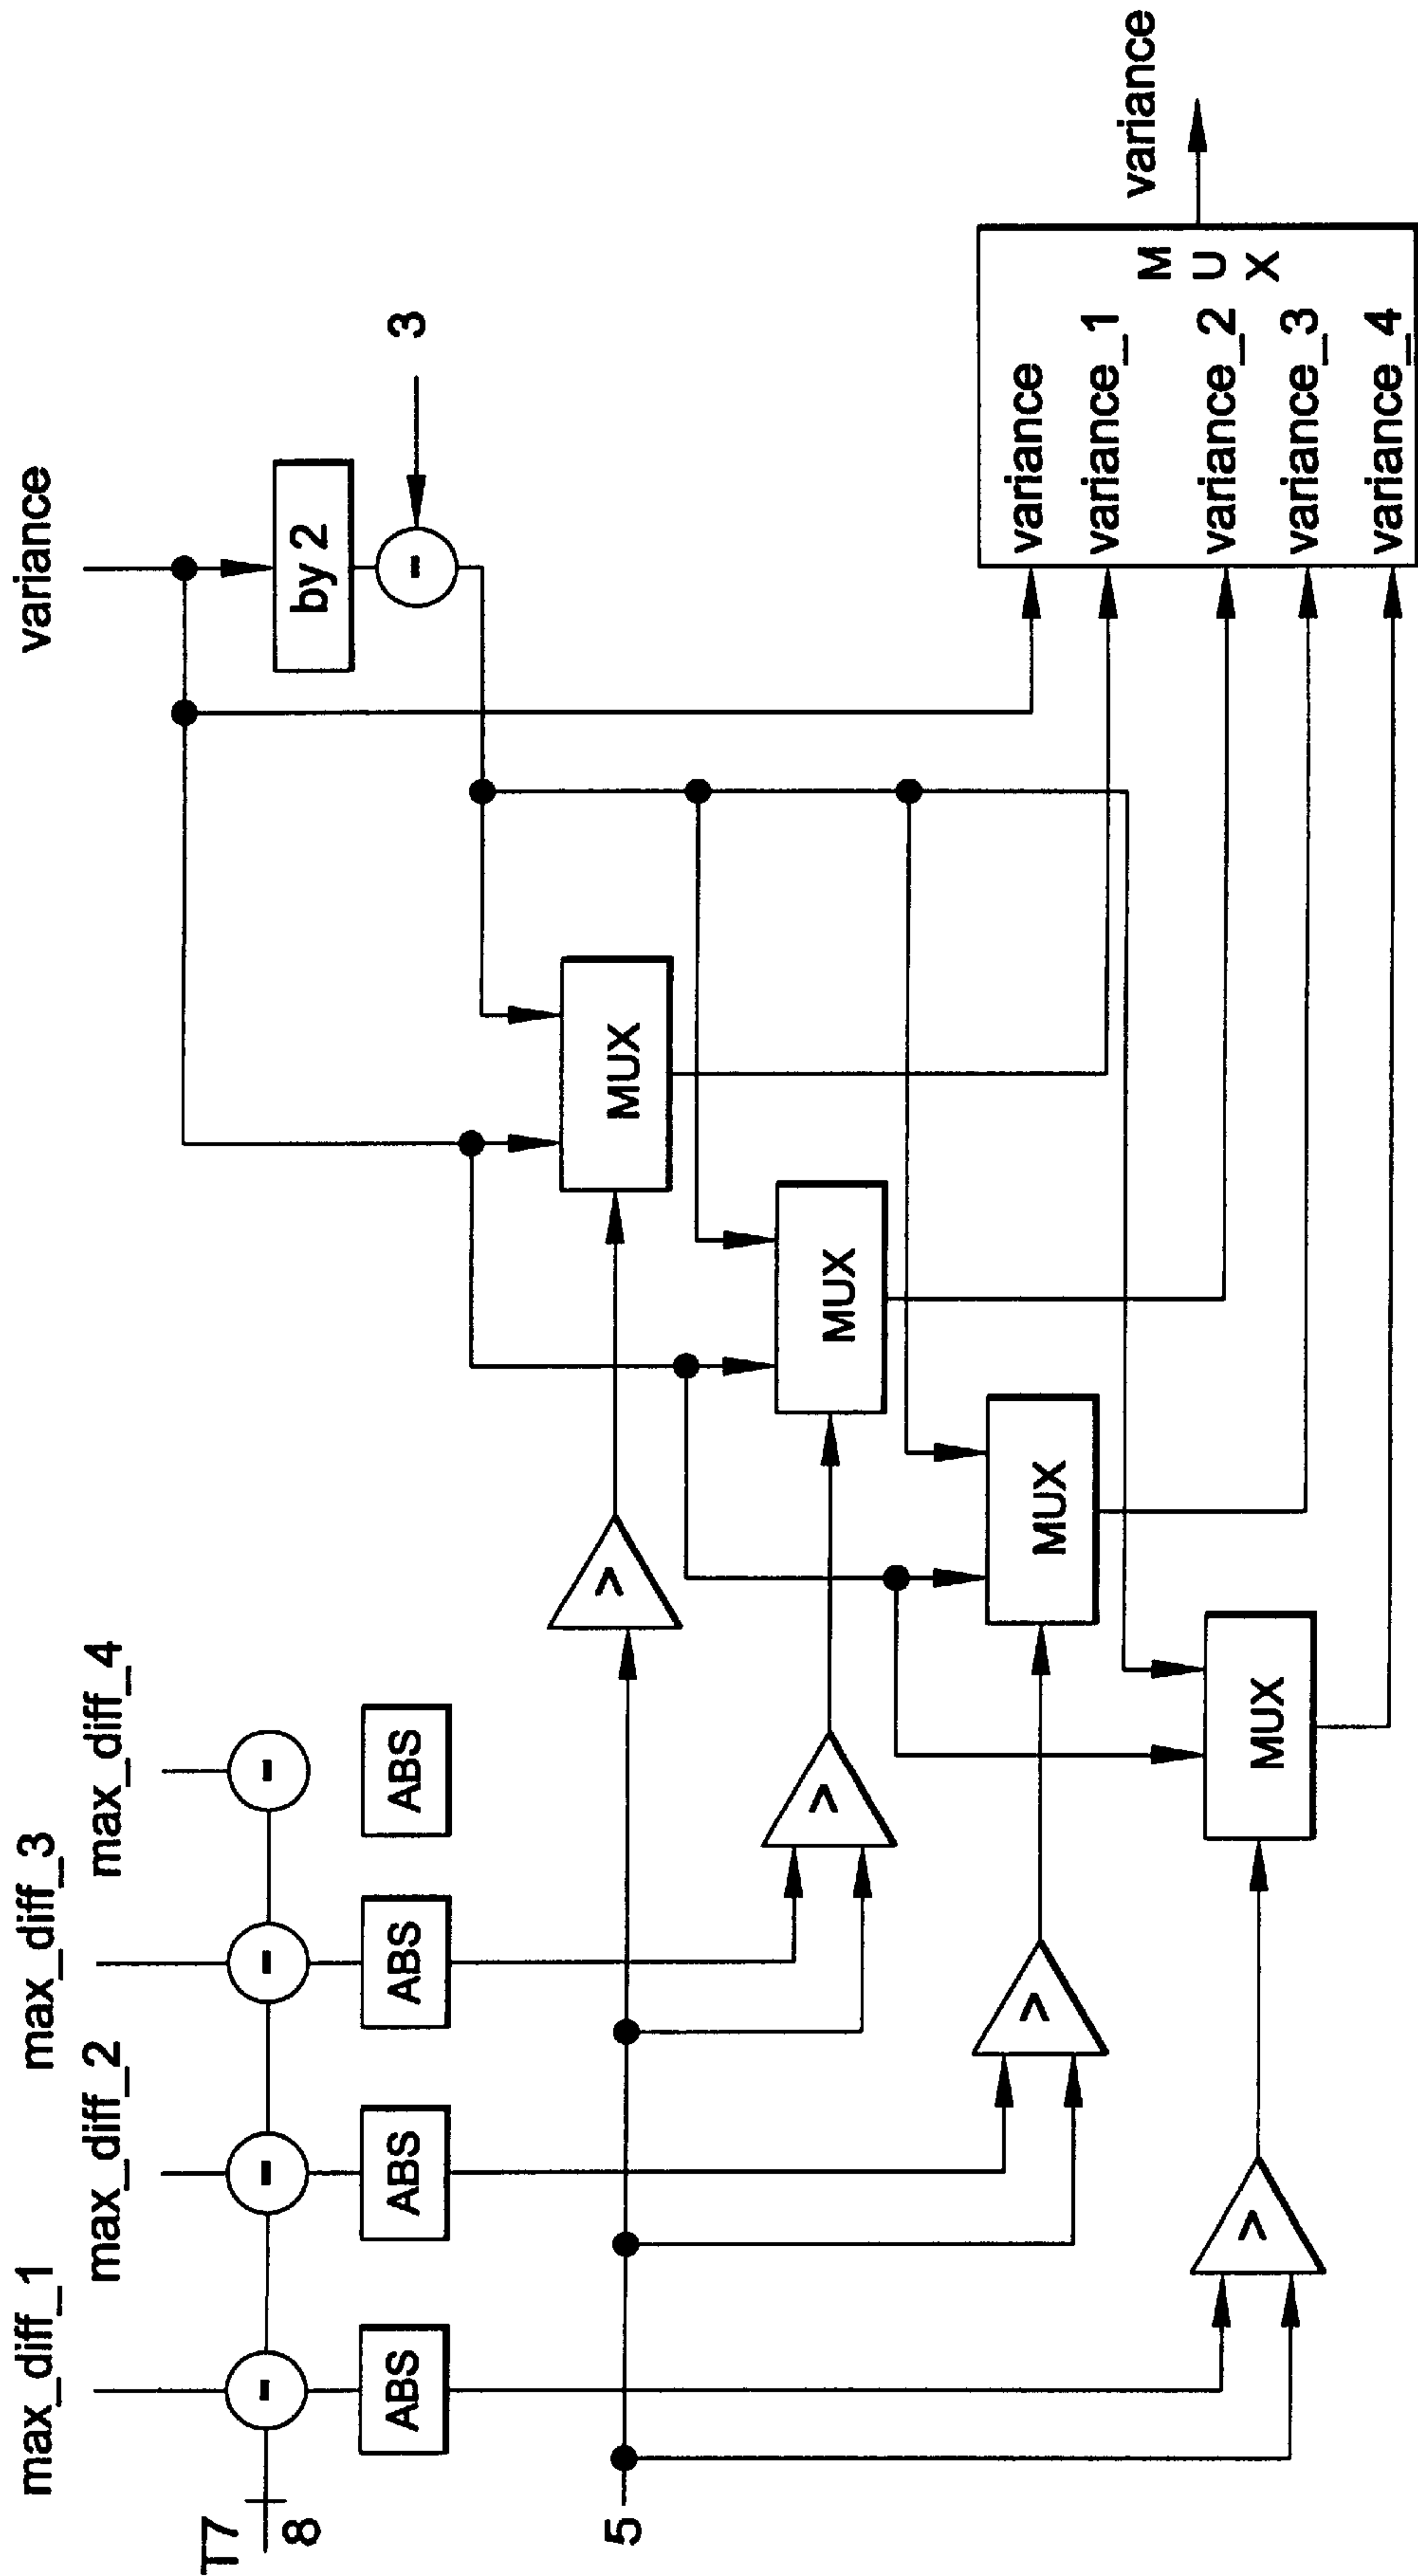 max_diff_1
max_diff_2
max_diff_3
max_diff_4
variance
T7
8
-
-
-
-
ABS
ABS
ABS
ABS
by 2
-
3
5
>
>
>
>
MUX
MUX
MUX
MUX
variance
variance_1
variance_2
variance_3
variance_4
M
U
X
variance